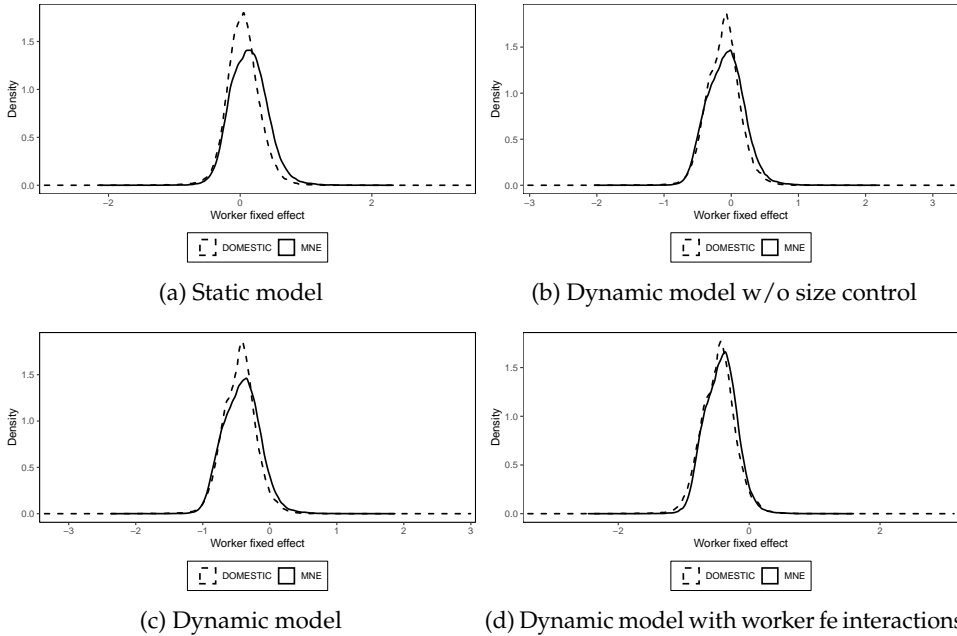 Density
1.5
1.0
0.5
0.0
−2 0 2
Worker fixed effect
DOMESTIC MNE
(a) Static model
Density
1.5
1.0
0.5
0.0
−3 −2 −1 0 1 2 3
Worker fixed effect
DOMESTIC MNE
(b) Dynamic model w/o size control
Density
1.5
1.0
0.5
0.0
−3 −2 −1 0 1 2 3
Worker fixed effect
DOMESTIC MNE
(c) Dynamic model
Density
1.5
1.0
0.5
0.0
−2 0 2
Worker fixed effect
DOMESTIC MNE
(d) Dynamic model with worker fe interactions